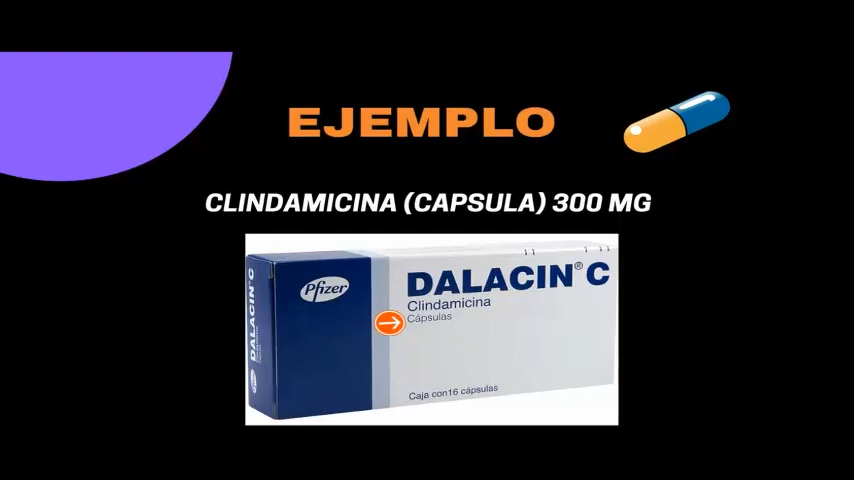 EJEMPLO
CLINDAMICINA (CAPSULA) 300 MG
Pfizer
DALACIN® C
Clindamicina
Cápsulas
Caja con16 cápsulas
DALACIN® C